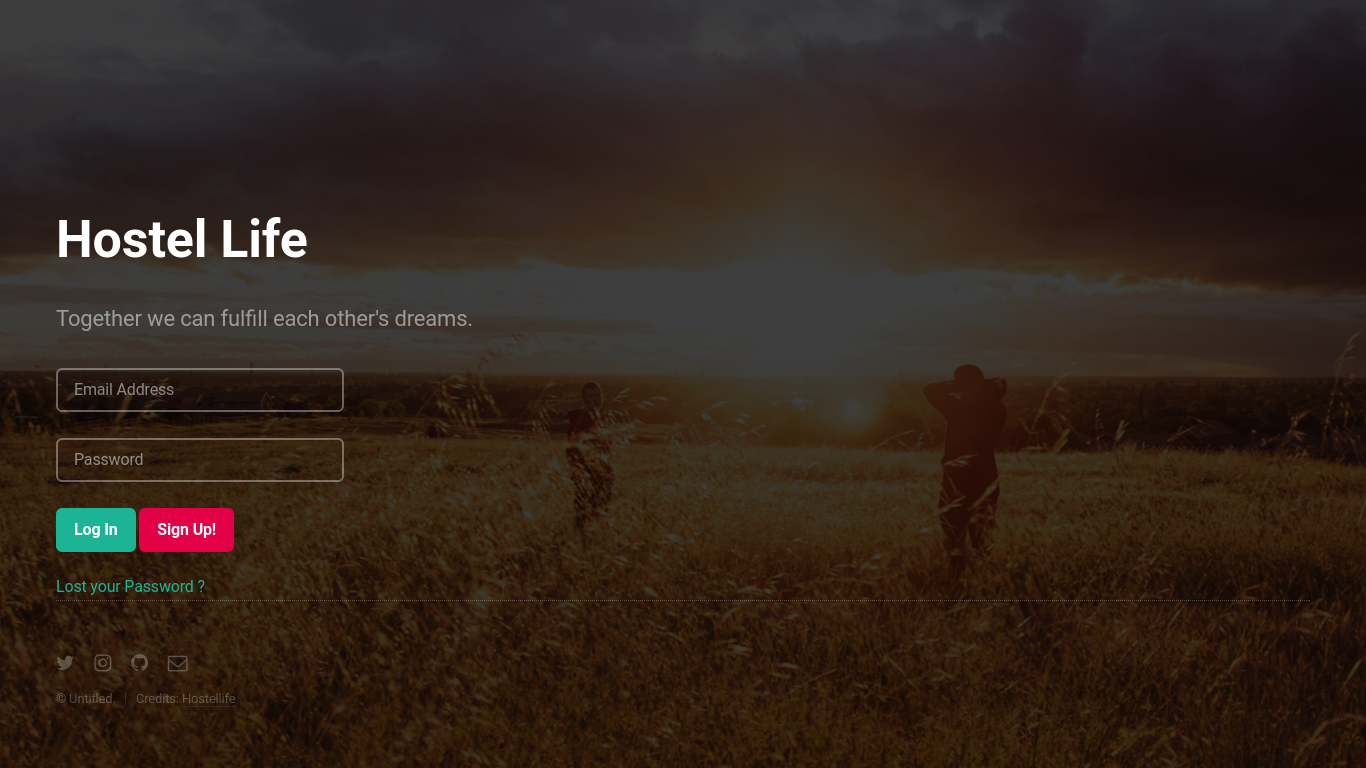 Hostel Life
Together we can fulfill each other's dreams.
Email Address
Password
Log In Sign Up!
Lost your Password ?
© Untitled. Credits: Hostellife